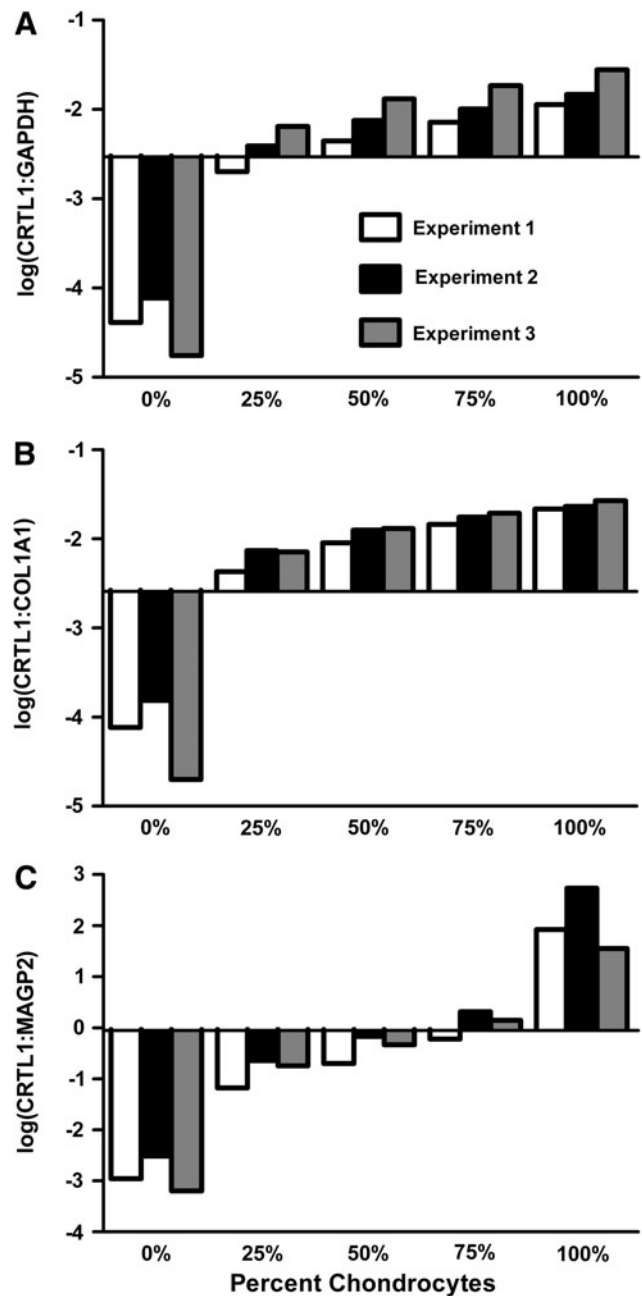 A
log(CRTL1:GAPDH)
-1
-2
-3
-4
-5
Experiment 1
Experiment 2
Experiment 3
0% 25% 50% 75% 100%
B
log(CRTL1:COL1A1)
-1
-2
-3
-4
-5
0% 25% 50% 75% 100%
C
log(CRTL1:MAGP2)
3
2
1
0
-1
-2
-3
-4
0% 25% 50% 75% 100%
Percent Chondrocytes